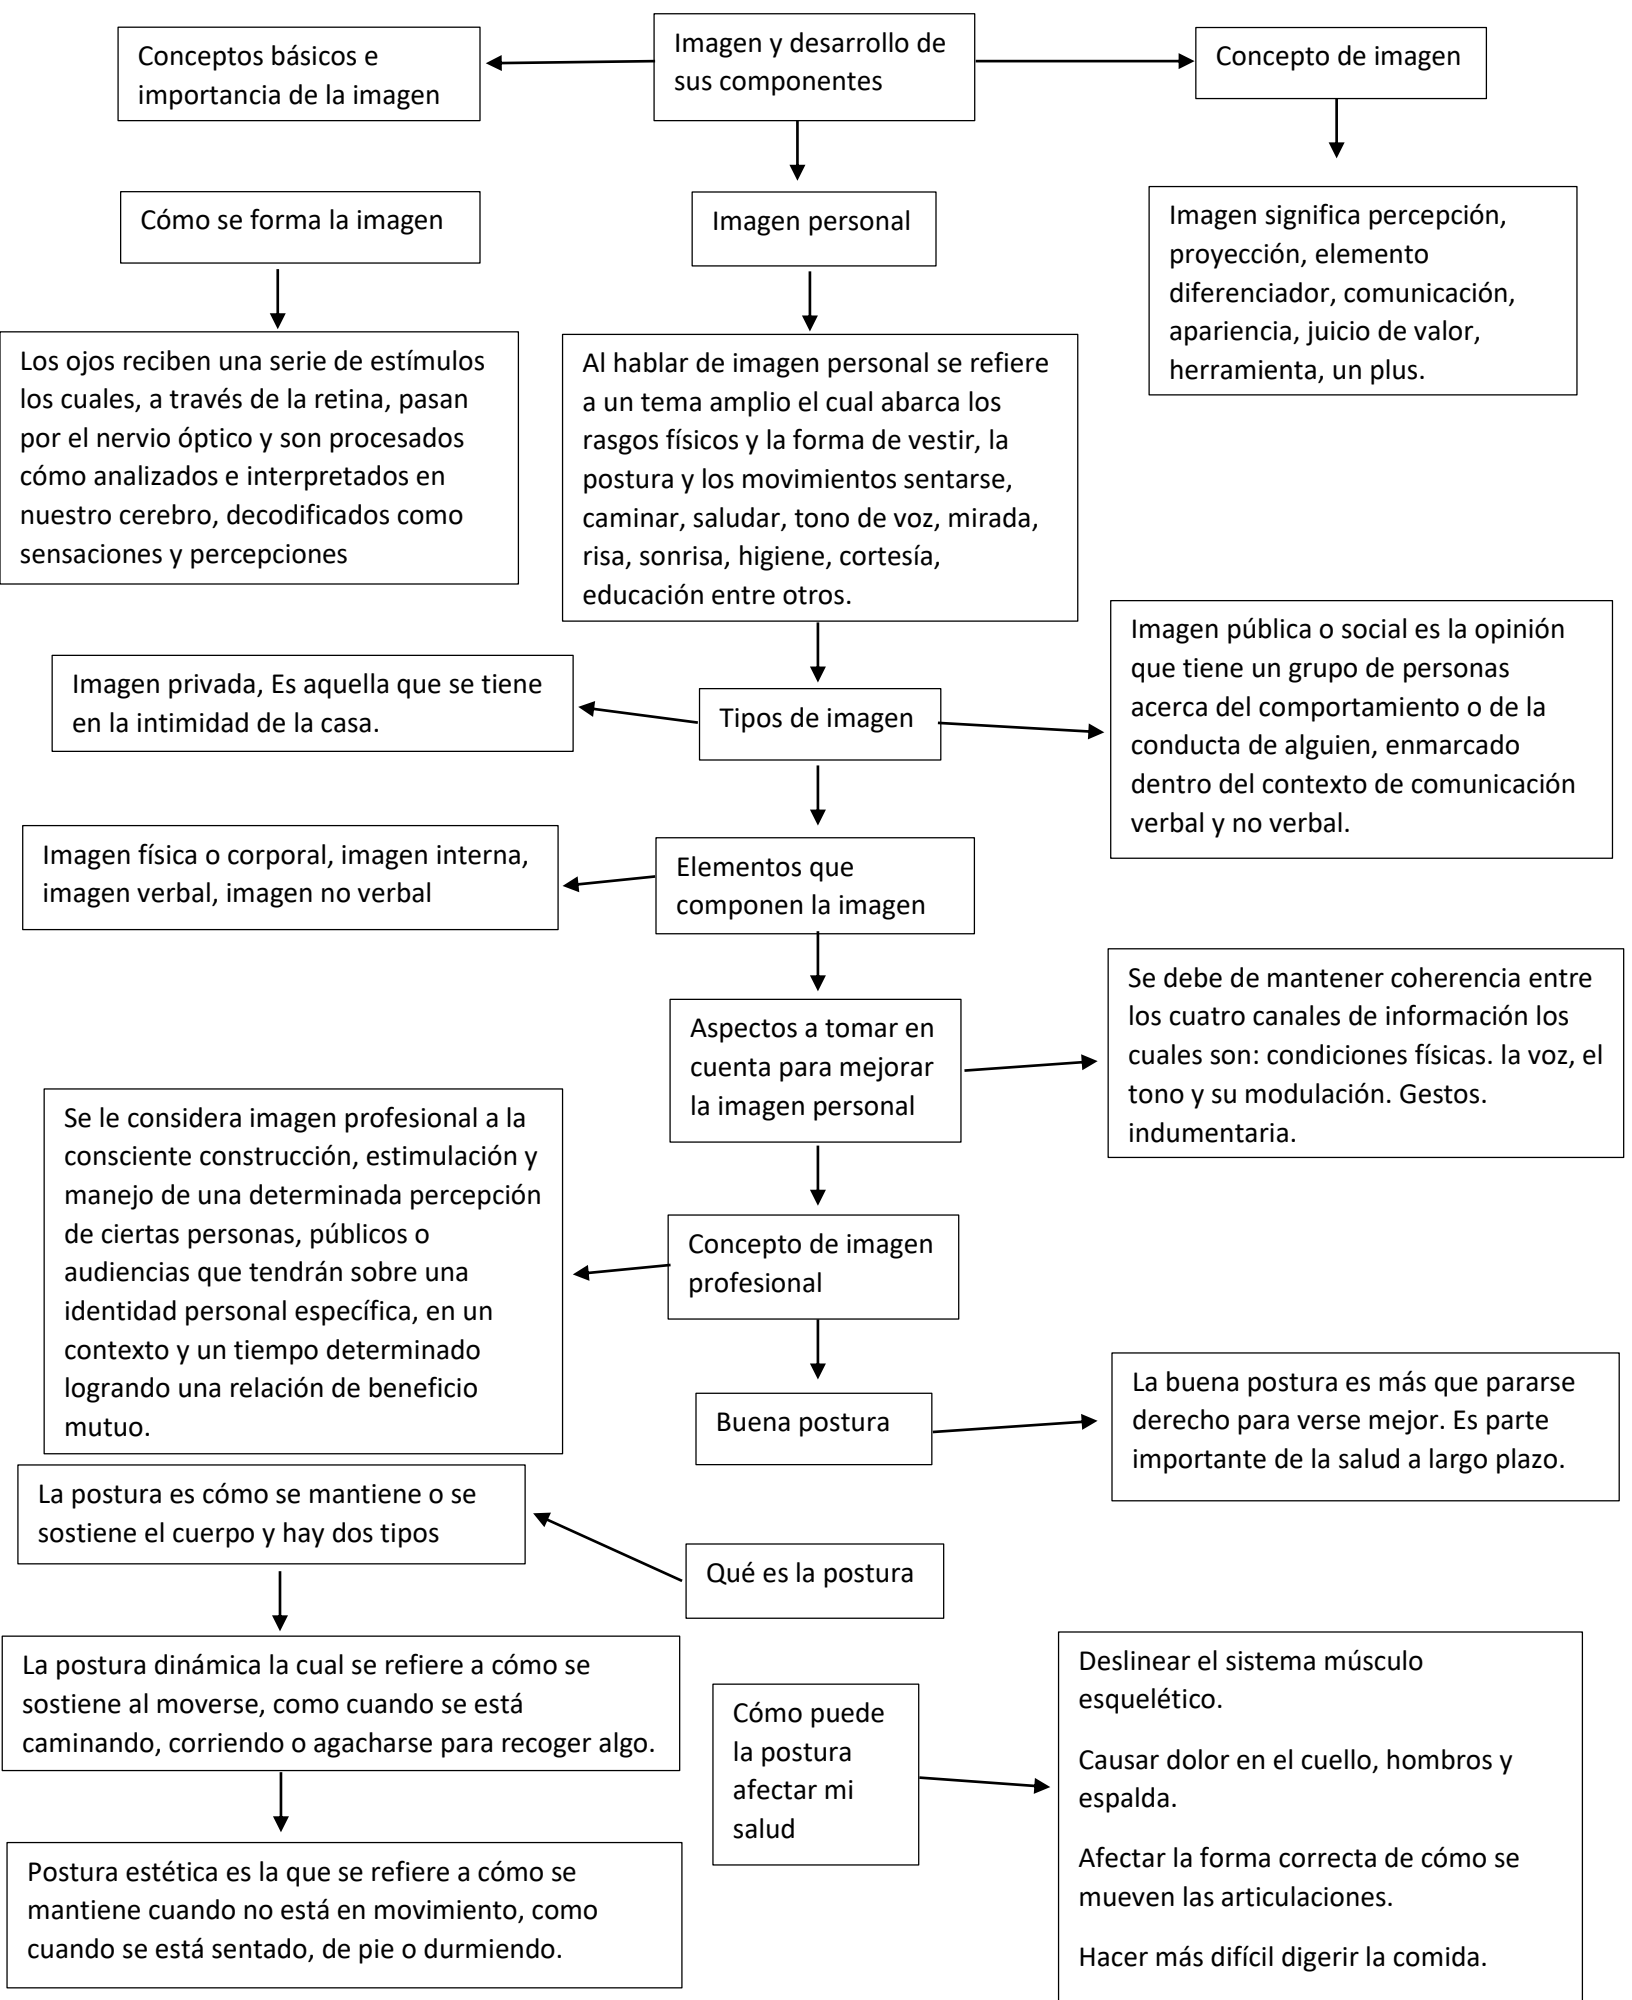 Conceptos básicos e
importancia de la imagen
Imagen y desarrollo de
sus componentes
Concepto de imagen
Cómo se forma la imagen
Imagen personal
Imagen significa percepción,
proyección, elemento
diferenciador, comunicación,
apariencia, juicio de valor,
herramienta, un plus.
Los ojos reciben una serie de estímulos
los cuales, a través de la retina, pasan
por el nervio óptico y son procesados
cómo analizados e interpretados en
nuestro cerebro, decodificados como
sensaciones y percepciones
Al hablar de imagen personal se refiere
a un tema amplio el cual abarca los
rasgos físicos y la forma de vestir, la
postura y los movimientos sentarse,
caminar, saludar, tono de voz, mirada,
risa, sonrisa, higiene, cortesía,
educación entre otros.
Imagen privada, Es aquella que se tiene
en la intimidad de la casa.
Tipos de imagen
Imagen pública o social es la opinión
que tiene un grupo de personas
acerca del comportamiento o de la
conducta de alguien, enmarcado
dentro del contexto de comunicación
verbal y no verbal.
Imagen física o corporal, imagen interna,
imagen verbal, imagen no verbal
Elementos que
componen la imagen
Aspectos a tomar en
cuenta para mejorar
la imagen personal
Se debe de mantener coherencia entre
los cuatro canales de información los
cuales son: condiciones físicas. la voz, el
tono y su modulación. Gestos.
indumentaria.
Se le considera imagen profesional a la
consciente construcción, estimulación y
manejo de una determinada percepción
de ciertas personas, públicos o
audiencias que tendrán sobre una
identidad personal específica, en un
contexto y un tiempo determinado
logrando una relación de beneficio
mutuo.
Concepto de imagen
profesional
Buena postura
La buena postura es más que pararse
derecho para verse mejor. Es parte
importante de la salud a largo plazo.
La postura es cómo se mantiene o se
sostiene el cuerpo y hay dos tipos
Qué es la postura
La postura dinámica la cual se refiere a cómo se
sostiene al moverse, como cuando se está
caminando, corriendo o agacharse para recoger algo.
Cómo puede
la postura
afectar mi
salud
Deslinear el sistema músculo
esquelético.
Causar dolor en el cuello, hombros y
espalda.
Afectar la forma correcta de cómo se
mueven las articulaciones.
Hacer más difícil digerir la comida.
Postura estética es la que se refiere a cómo se
mantiene cuando no está en movimiento, como
cuando se está sentado, de pie o durmiendo.